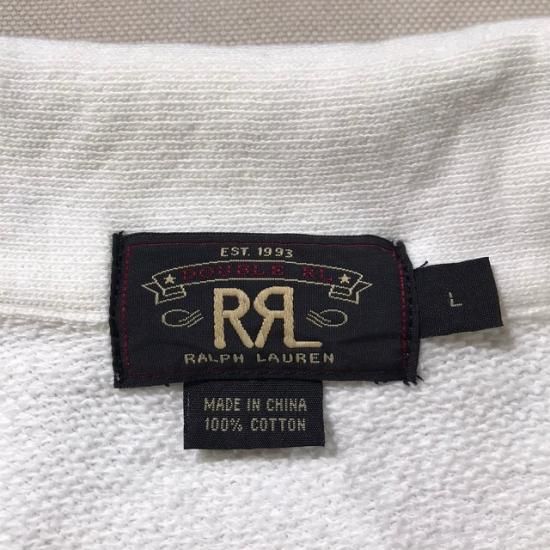 EST. 1993
DOUBLE RL
RRL
RALPH LAUREN
L
MADE IN CHINA
100% COTTON